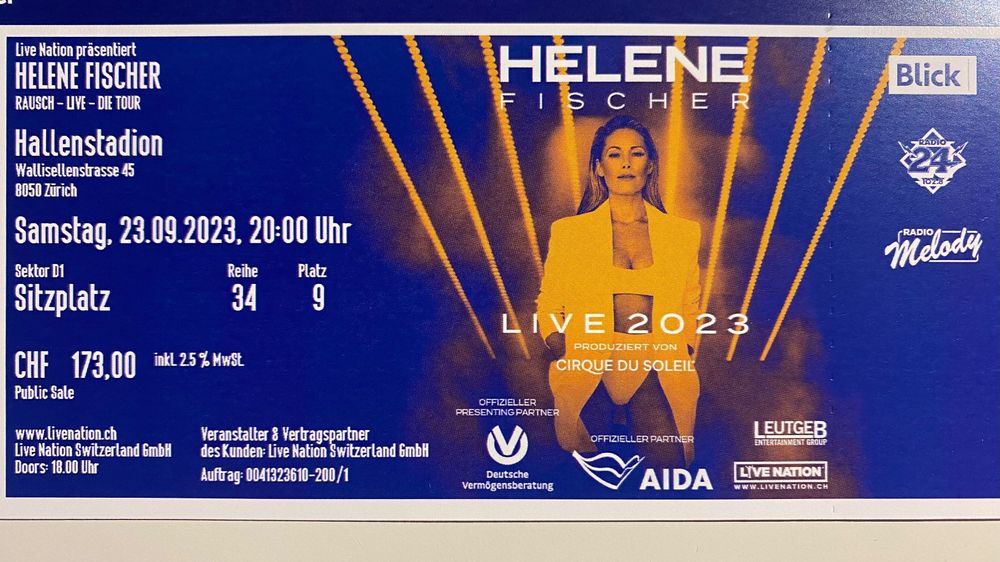 Live Nation präsentiert
HELENE FISCHER
RAUSCH – LIVE – DIE TOUR
Hallenstadion
Wallisellenstrasse 45
8050 Zürich
Samstag, 23.09.2023, 20:00 Uhr
Sektor D1 Reihe Platz
Sitzplatz 34 9
CHF 173,00 inkl. 2.5 % MwSt.
Public Sale
www.livenation.ch
Live Nation Switzerland GmbH
Doors: 18.00 Uhr
Veranstalter & Vertragspartner
des Kunden: Live Nation Switzerland GmbH
Auftrag: 0041323610-200/1
HELENE
FISCHER
LIVE 2023
PRODUZIERT VON
CIRQUE DU SOLEIL
OFFIZIELLER
PRESENTING PARTNER
Deutsche
Vermögensberatung
OFFIZIELLER PARTNER
AIDA
LEUTGEB
ENTERTAINMENT GROUP
LIVE NATION
WWW.LIVENATION.CH
Blick
RADIO
24
102.8
RADIO
Melody